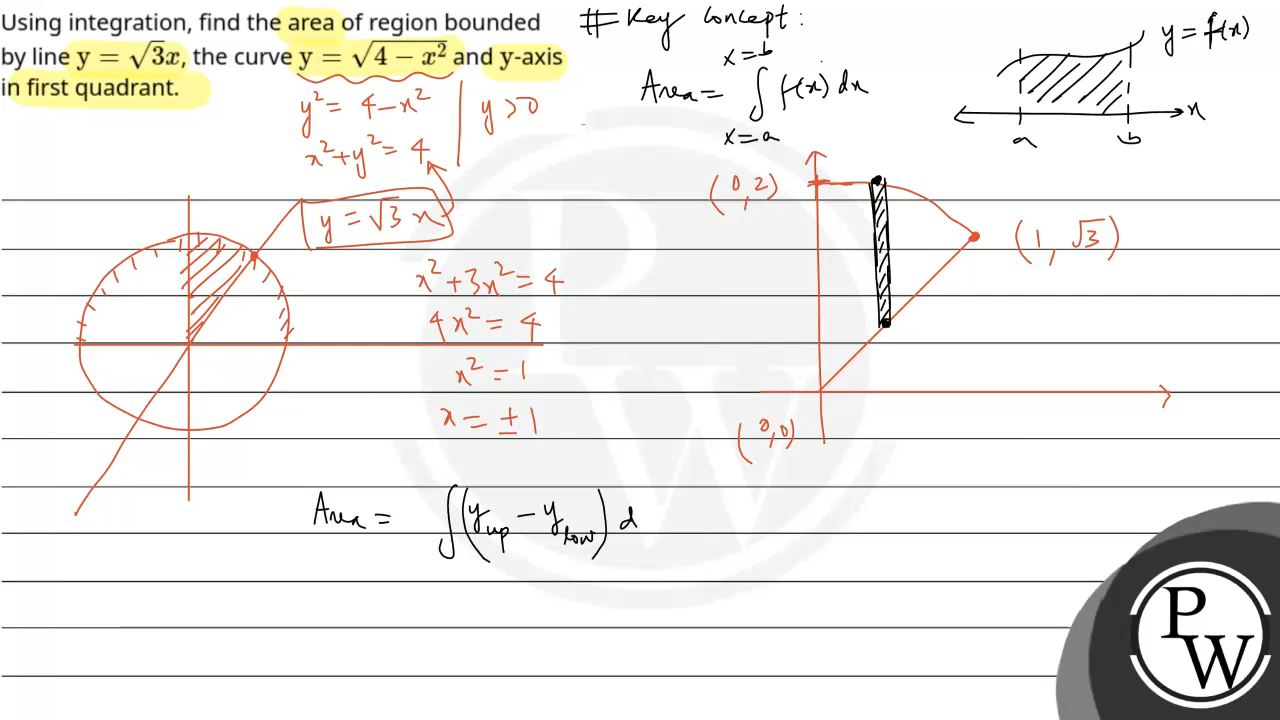 Using integration, find the area of region bounded
by line y = √3x, the curve y = √(4 − x²) and y-axis
in first quadrant.
y² = 4 − x² | y > 0
x² + y² = 4
y = √3 x
x² + 3x² = 4
4x² = 4
x² = 1
x = ± 1
# Key Concept :
x = b
Area = ∫ f(x) dx
x = a
y = f(x)
x
a b
(0, 2)
(1, √3)
(0, 0)
Area = ∫(y_up − y_low) d
P
W